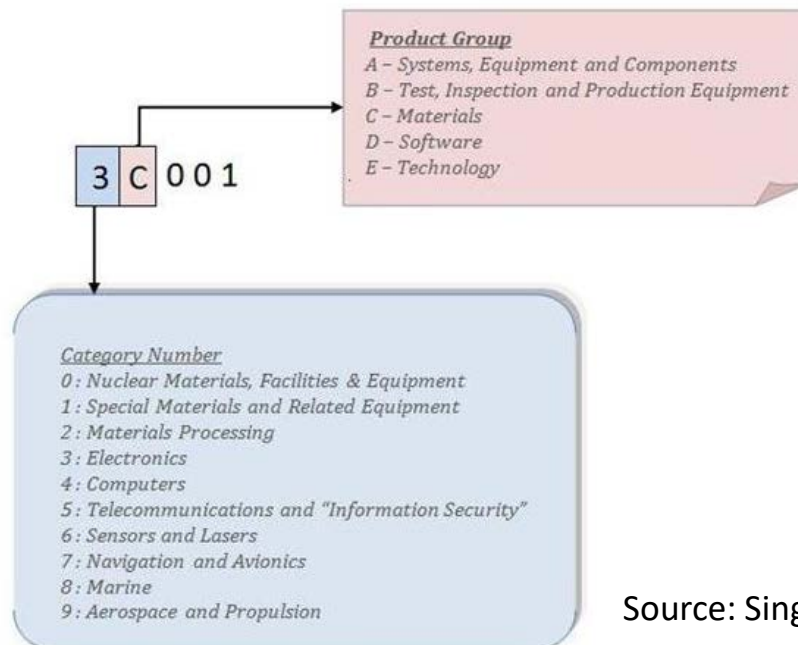 Product Group
A – Systems, Equipment and Components
B – Test, Inspection and Production Equipment
C – Materials
D – Software
E – Technology
3 C 0 0 1
Category Number
0 : Nuclear Materials, Facilities & Equipment
1 : Special Materials and Related Equipment
2 : Materials Processing
3 : Electronics
4 : Computers
5 : Telecommunications and “Information Security”
6 : Sensors and Lasers
7 : Navigation and Avionics
8 : Marine
9 : Aerospace and Propulsion
Source: